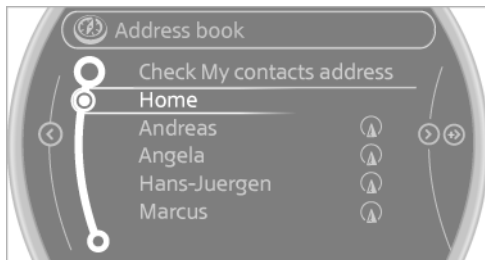 Address book
Check My contacts address
Home
Andreas
Angela
Hans-Juergen
Marcus